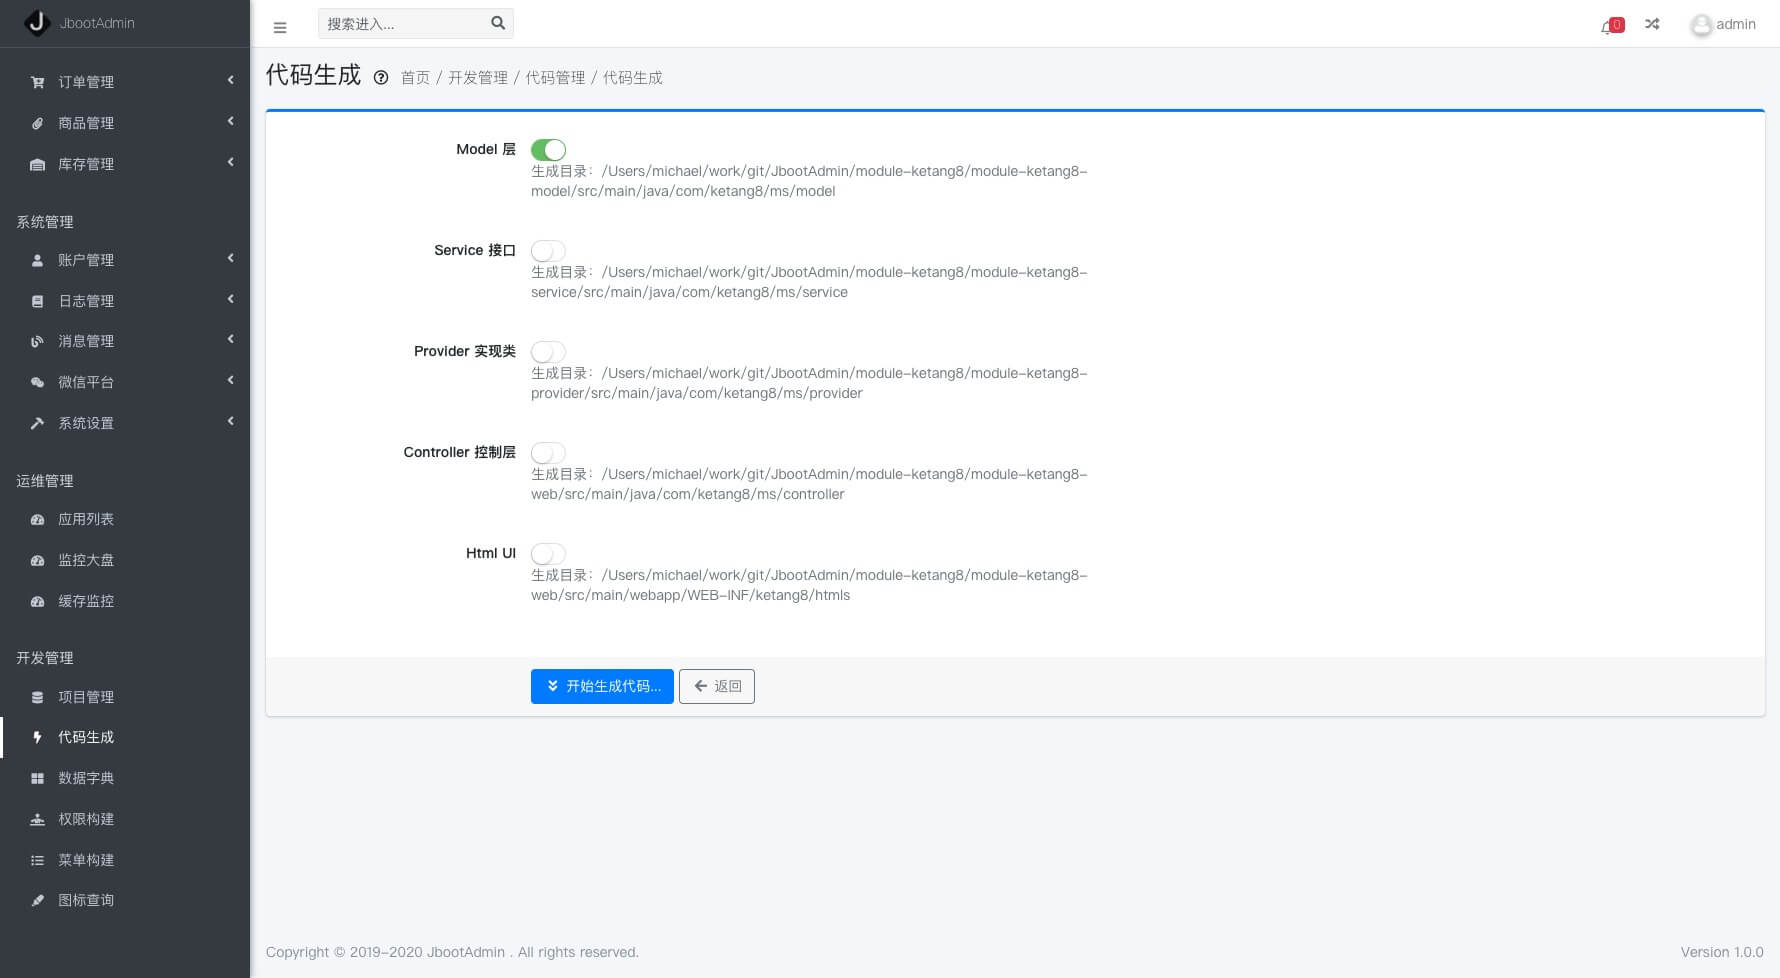 JbootAdmin
订单管理
商品管理
库存管理
系统管理
账户管理
日志管理
消息管理
微信平台
系统设置
运维管理
应用列表
监控大盘
缓存监控
开发管理
项目管理
代码生成
数据字典
权限构建
菜单构建
图标查询
搜索进入...
0
admin
代码生成 首页 / 开发管理 / 代码管理 / 代码生成
Model 层
生成目录：/Users/michael/work/git/JbootAdmin/module-ketang8/module-ketang8-
model/src/main/java/com/ketang8/ms/model
Service 接口
生成目录：/Users/michael/work/git/JbootAdmin/module-ketang8/module-ketang8-
service/src/main/java/com/ketang8/ms/service
Provider 实现类
生成目录：/Users/michael/work/git/JbootAdmin/module-ketang8/module-ketang8-
provider/src/main/java/com/ketang8/ms/provider
Controller 控制层
生成目录：/Users/michael/work/git/JbootAdmin/module-ketang8/module-ketang8-
web/src/main/java/com/ketang8/ms/controller
Html UI
生成目录：/Users/michael/work/git/JbootAdmin/module-ketang8/module-ketang8-
web/src/main/webapp/WEB-INF/ketang8/htmls
开始生成代码... 返回
Copyright © 2019-2020 JbootAdmin . All rights reserved.
Version 1.0.0